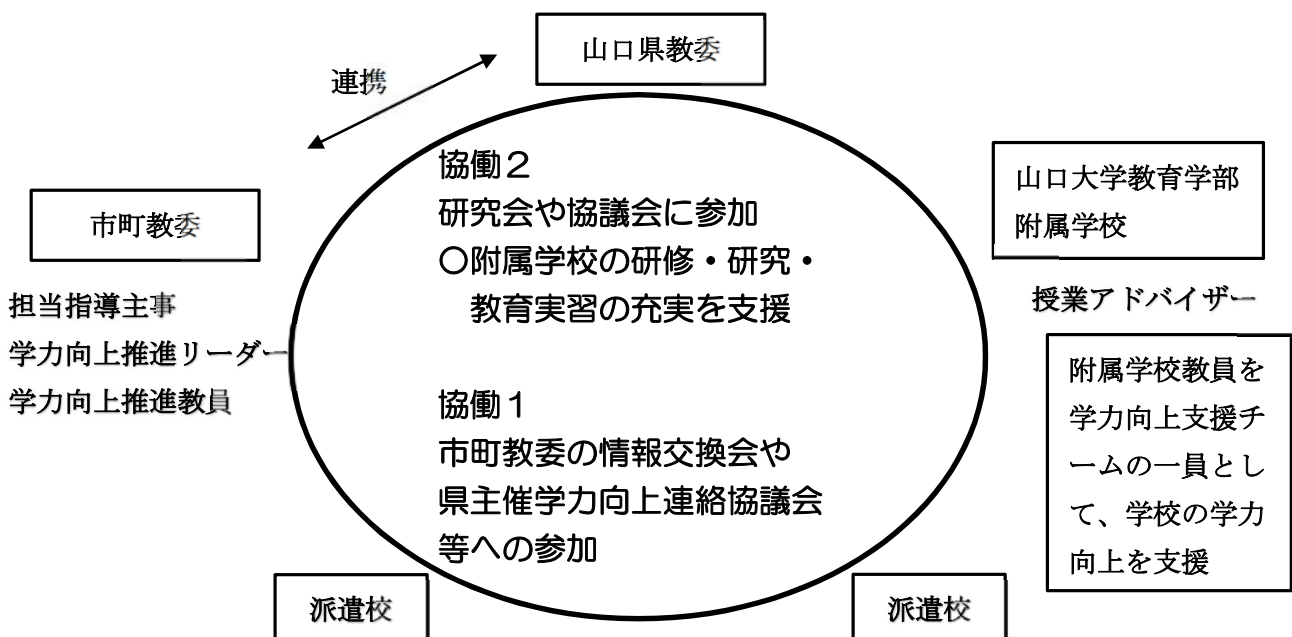 山口県教委
連携
市町教委
担当指導主事
学力向上推進リーダー
学力向上推進教員
協働２
研究会や協議会に参加
〇附属学校の研修・研究・
教育実習の充実を支援
協働１
市町教委の情報交換会や
県主催学力向上連絡協議会
等への参加
山口大学教育学部
附属学校
授業アドバイザー
附属学校教員を
学力向上支援チ
ームの一員とし
て、学校の学力
向上を支援
派遣校
派遣校